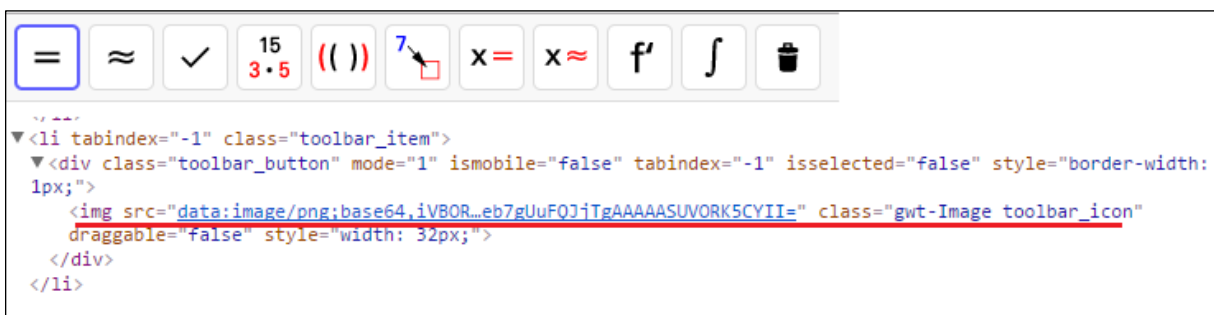 = ≈ ✓ 15 3·5 (( )) 7 x= x≈ f′ ∫
▼<li tabindex="-1" class="toolbar_item">
▼<div class="toolbar_button" mode="1" ismobile="false" tabindex="-1" isselected="false" style="border-width:
1px;">
<img src="data:image/png;base64,iVBOR…eb7gUuFQJjTgAAAAASUVORK5CYII=" class="gwt-Image toolbar_icon"
draggable="false" style="width: 32px;">
</div>
</li>